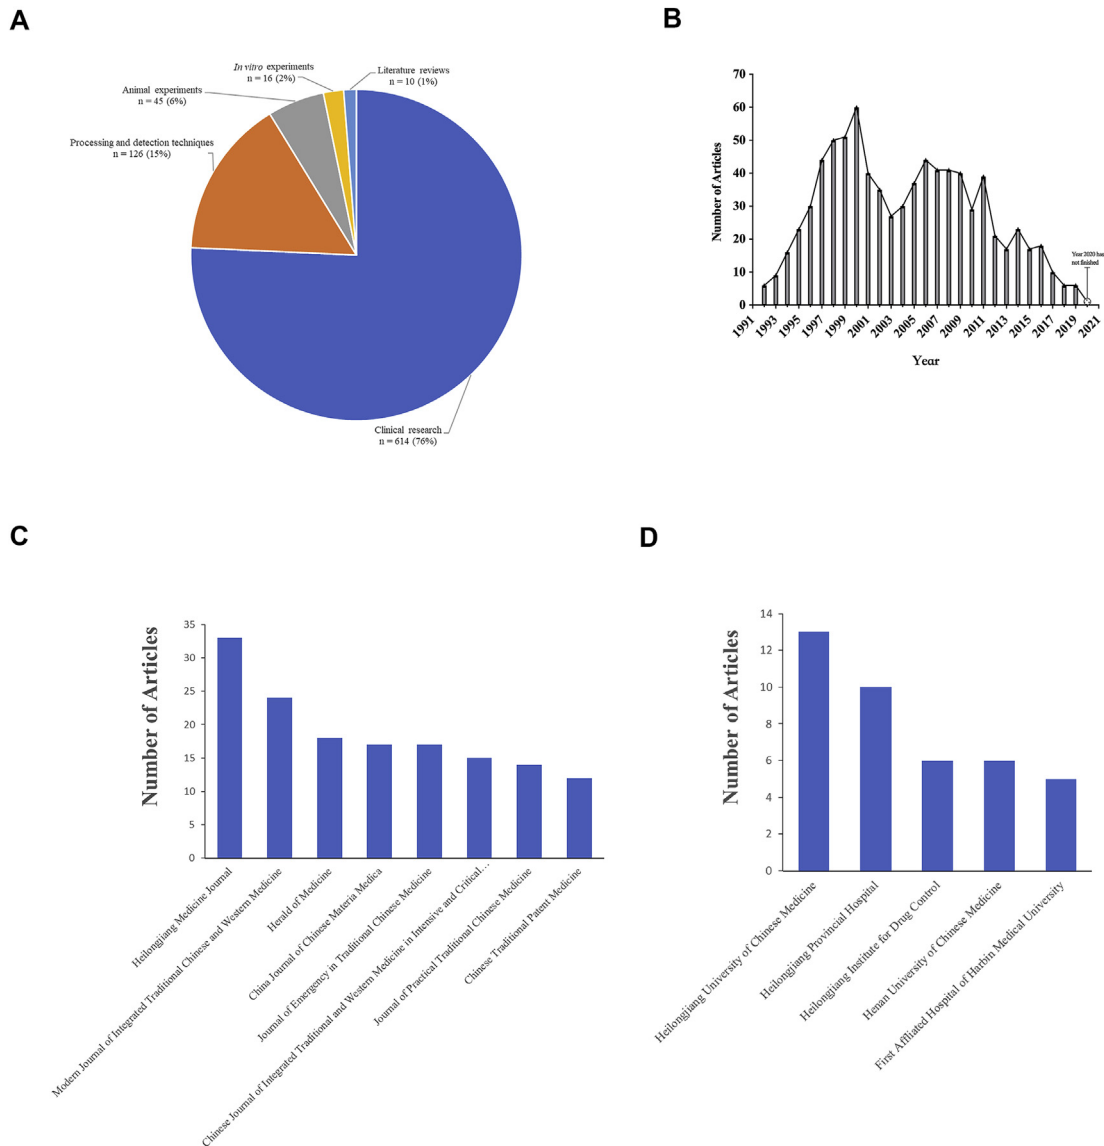 A
In vitro experiments
n = 16 (2%)
Literature reviews
n = 10 (1%)
Animal experiments
n = 45 (6%)
Processing and detection techniques
n = 126 (15%)
Clinical research
n = 614 (76%)
B
Number of Articles
70
60
50
40
30
20
10
0
Year 2020 has
not finished
1991
1993
1995
1997
1999
2001
2003
2005
2007
2009
2011
2013
2015
2017
2019
2021
Year
C
Number of Articles
35
30
25
20
15
10
5
0
Heilongjiang Medicine Journal
Modern Journal of Integrated Traditional Chinese and Western Medicine
Herald of Medicine
China Journal of Chinese Materia Medica
Journal of Emergency in Traditional Chinese Medicine
Chinese Journal of Integrated Traditional and Western Medicine in Intensive and Critical…
Journal of Practical Traditional Chinese Medicine
Chinese Traditional Patent Medicine
D
Number of Articles
14
12
10
8
6
4
2
0
Heilongjiang University of Chinese Medicine
Heilongjiang Provincial Hospital
Heilongjiang Institute for Drug Control
Henan University of Chinese Medicine
First Affliated Hospital of Harbin Medical University